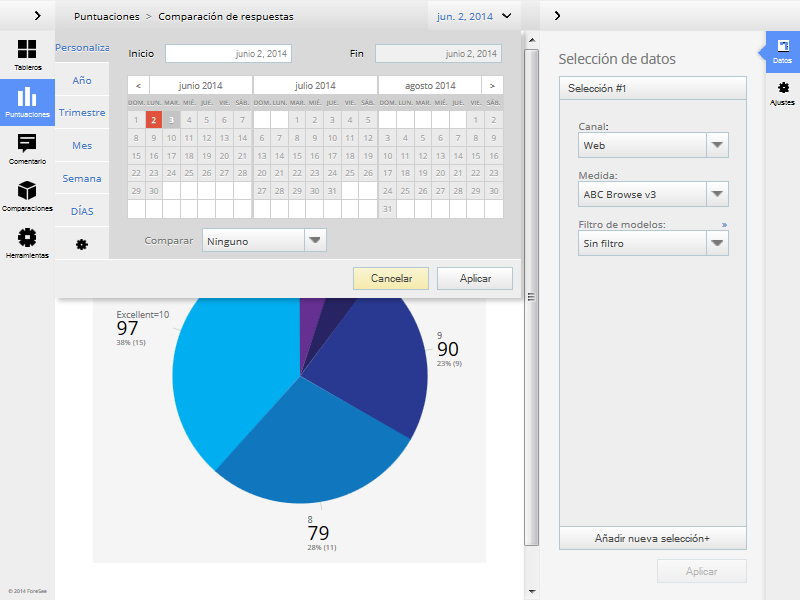 Puntuaciones > Comparación de respuestas
jun. 2, 2014
Tableros
Puntuaciones
Comentario
Comparaciones
Herramientas
© 2014 ForeSee
Personaliza
Año
Trimestre
Mes
Semana
DÍAS
Inicio junio 2, 2014 Fin junio 2, 2014
< junio 2014 julio 2014 agosto 2014 >
DOM. LUN. MAR. MIÉ. JUE. VIE. SÁB. DOM. LUN. MAR. MIÉ. JUE. VIE. SÁB. DOM. LUN. MAR. MIÉ. JUE. VIE. SÁB.
1 2 3 4 5 6 7 1 2 3 4 5 1 2
8 9 10 11 12 13 14 6 7 8 9 10 11 12 3 4 5 6 7 8 9
15 16 17 18 19 20 21 13 14 15 16 17 18 19 10 11 12 13 14 15 16
22 23 24 25 26 27 28 20 21 22 23 24 25 26 17 18 19 20 21 22 23
29 30 27 28 29 30 31 24 25 26 27 28 29 30
31
Comparar Ninguno
Cancelar Aplicar
Excellent=10
97
38% (15)
9
90
23% (9)
8
79
28% (11)
Selección de datos
Selección #1
Canal:
Web
Medida:
ABC Browse v3
Filtro de modelos: »
Sin filtro
Añadir nueva selección+
Aplicar
Datos
Ajustes